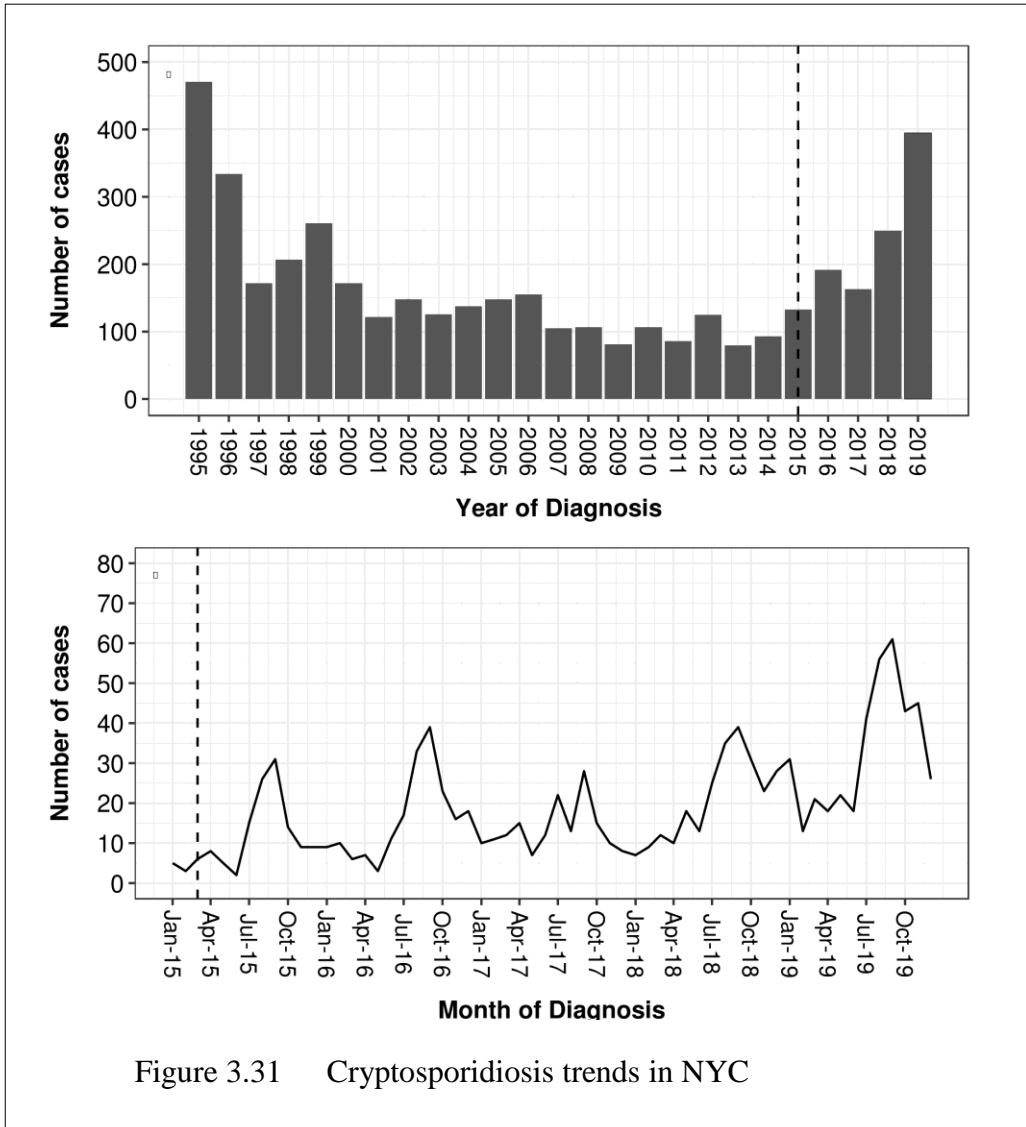 500
400
300
200
100
0
Number of cases
1995 1996 1997 1998 1999 2000 2001 2002 2003 2004 2005 2006 2007 2008 2009 2010 2011 2012 2013 2014 2015 2016 2017 2018 2019
Year of Diagnosis
80
70
60
50
40
30
20
10
0
Number of cases
Jan-15 Apr-15 Jul-15 Oct-15 Jan-16 Apr-16 Jul-16 Oct-16 Jan-17 Apr-17 Jul-17 Oct-17 Jan-18 Apr-18 Jul-18 Oct-18 Jan-19 Apr-19 Jul-19 Oct-19
Month of Diagnosis
Figure 3.31 Cryptosporidiosis trends in NYC